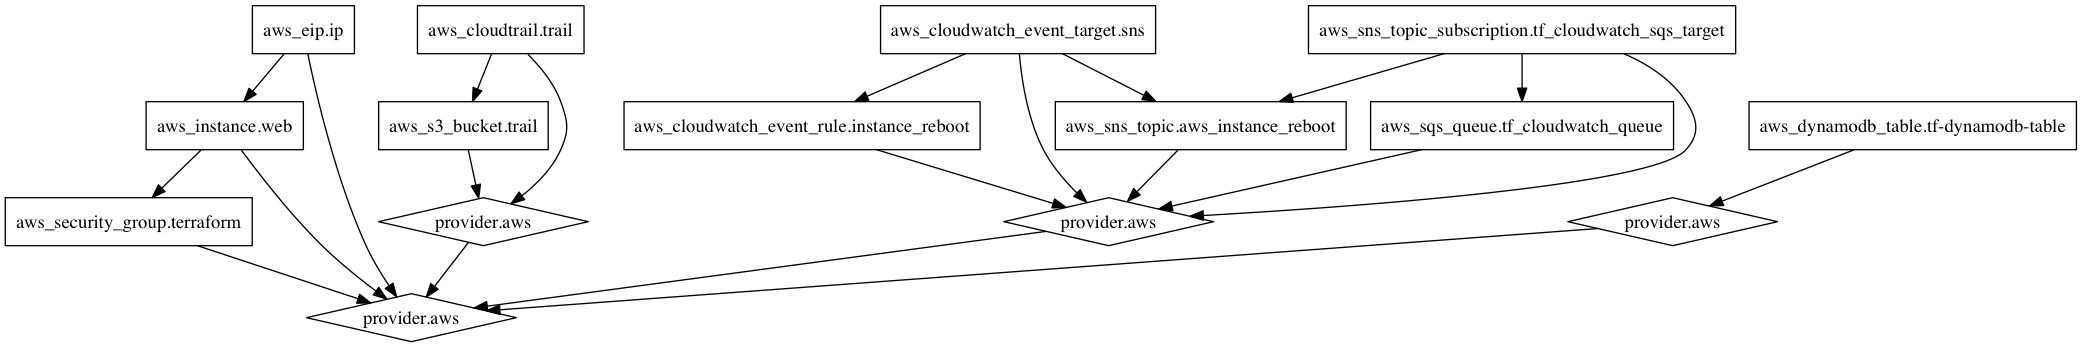 aws_eip.ip
aws_cloudtrail.trail
aws_cloudwatch_event_target.sns
aws_sns_topic_subscription.tf_cloudwatch_sqs_target
aws_instance.web
aws_s3_bucket.trail
aws_cloudwatch_event_rule.instance_reboot
aws_sns_topic.aws_instance_reboot
aws_sqs_queue.tf_cloudwatch_queue
aws_dynamodb_table.tf-dynamodb-table
aws_security_group.terraform
provider.aws
provider.aws
provider.aws
provider.aws